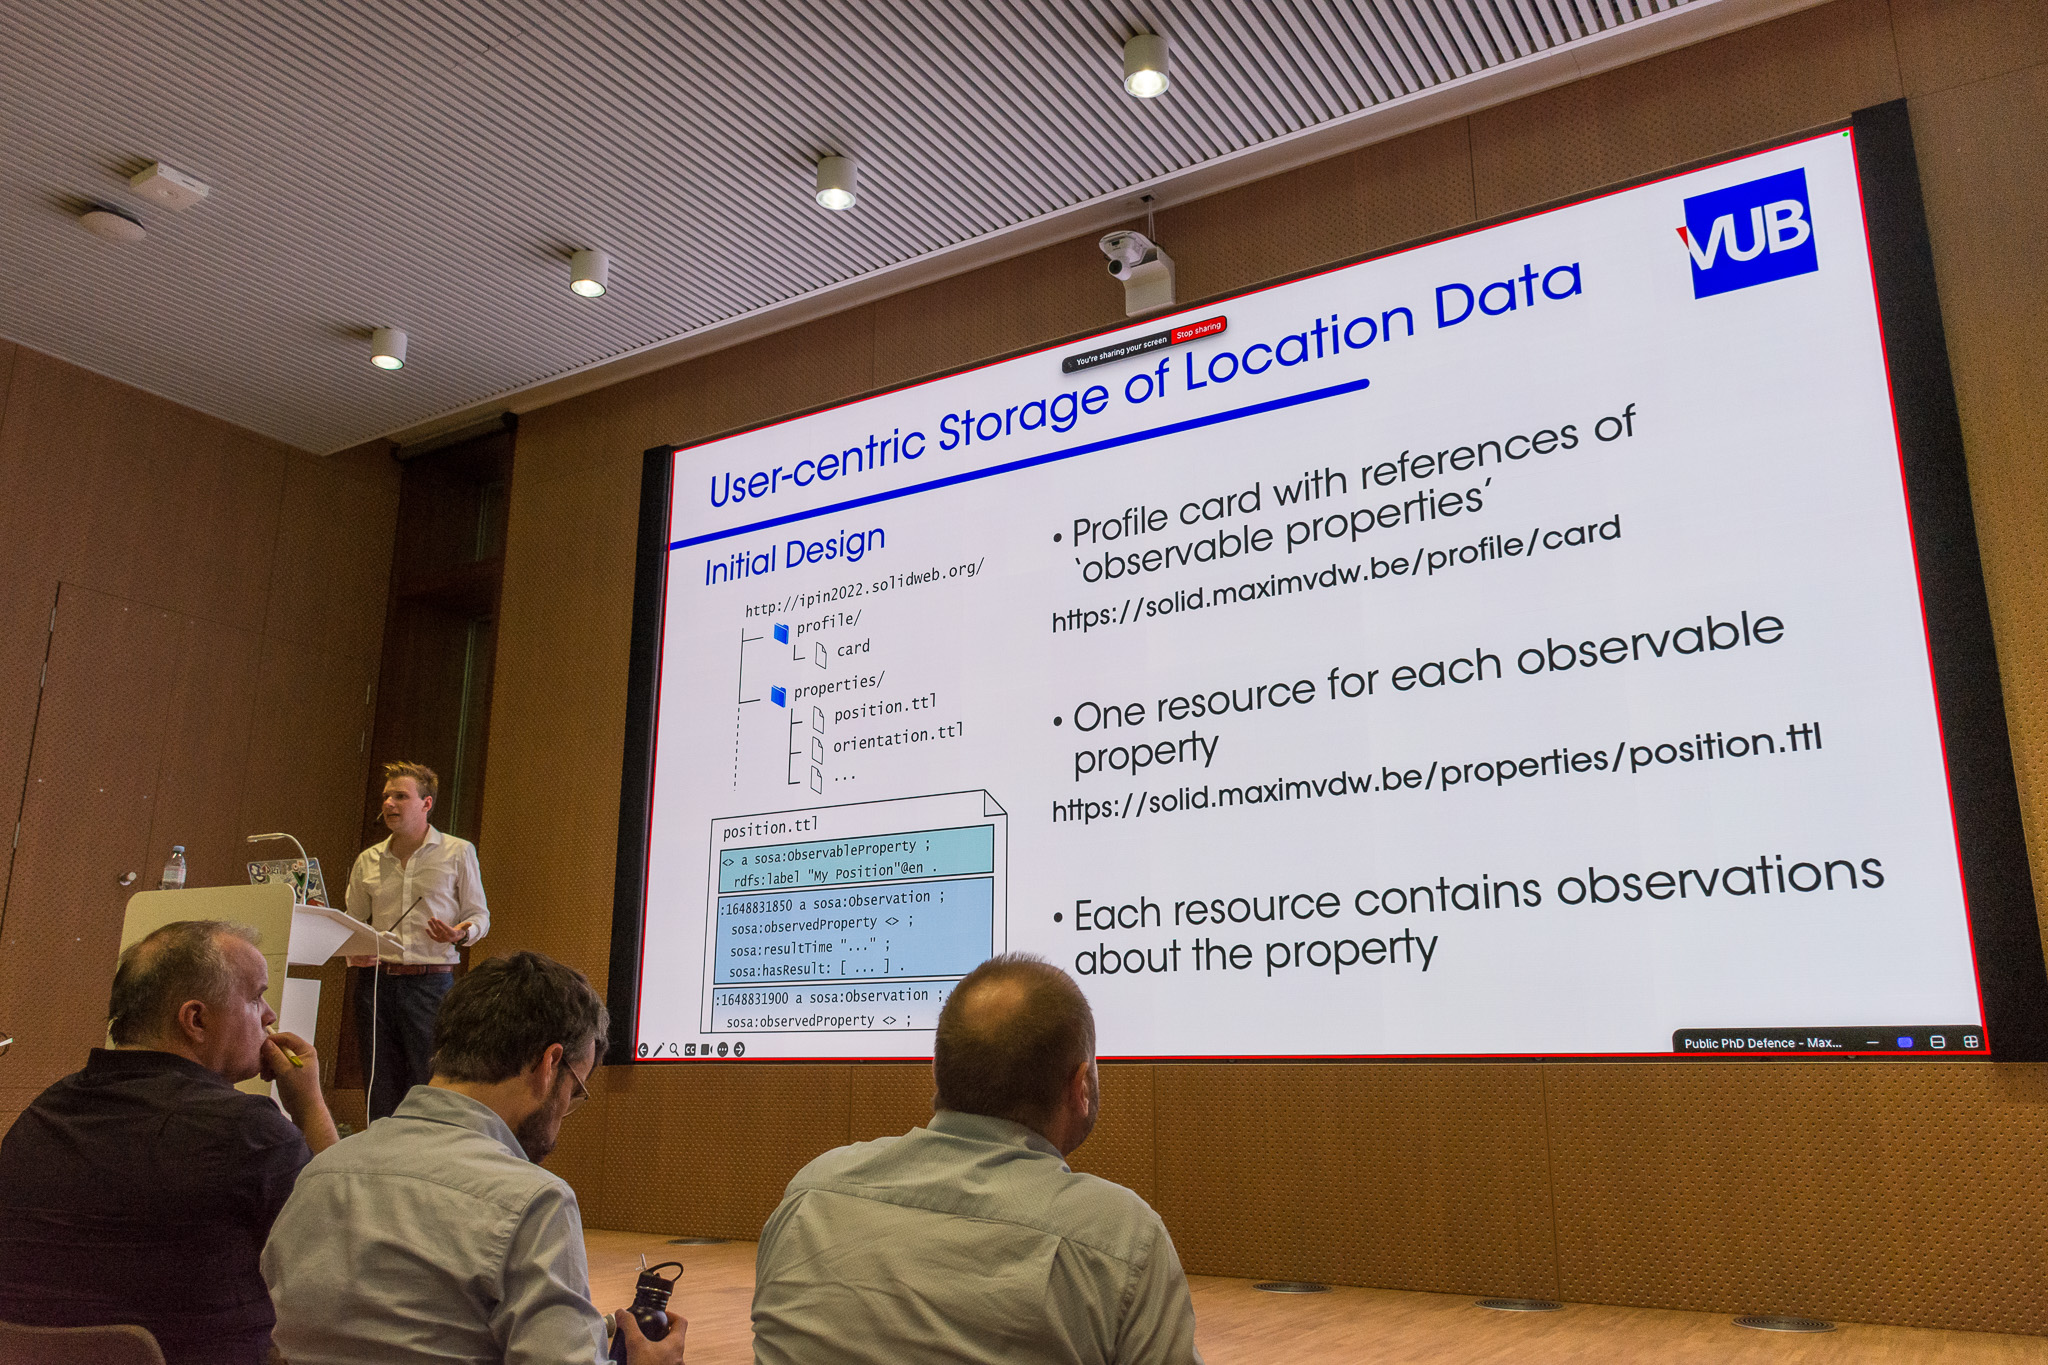 VUB
You're sharing your screen Stop sharing
User-centric Storage of Location Data
Initial Design
http://ipin2022.solidweb.org/
profile/
card
properties/
position.ttl
orientation.ttl
...
position.ttl
<> a sosa:ObservableProperty ;
rdfs:label "My Position"@en .
:1648831850 a sosa:Observation ;
sosa:observedProperty <> ;
sosa:resultTime "..." ;
sosa:hasResult: [ ... ] .
:1648831900 a sosa:Observation ;
sosa:observedProperty <> ;
• Profile card with references of
'observable properties'
https://solid.maximvdw.be/profile/card
• One resource for each observable
property
https://solid.maximvdw.be/properties/position.ttl
• Each resource contains observations
about the property
CC
Public PhD Defence - Max...